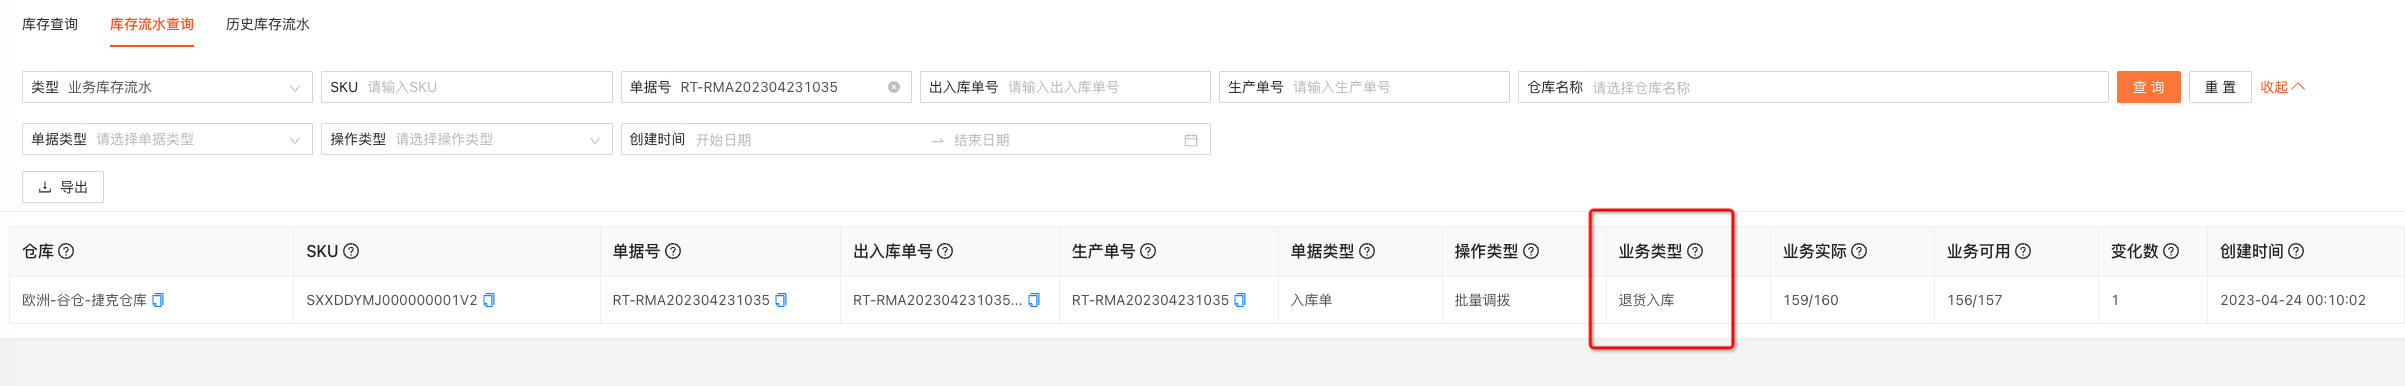 库存查询 库存流水查询 历史库存流水
类型 业务库存流水 SKU 请输入SKU 单据号 RT-RMA202304231035 出入库单号 请输入出入库单号 生产单号 请输入生产单号 仓库名称 请选择仓库名称 查 询 重 置 收起
单据类型 请选择单据类型 操作类型 请选择操作类型 创建时间 开始日期 → 结束日期
导出
仓库 SKU 单据号 出入库单号 生产单号 单据类型 操作类型 业务类型 业务实际 业务可用 变化数 创建时间
欧洲-谷仓-捷克仓库 SXXDDYMJ000000001V2 RT-RMA202304231035 RT-RMA202304231035... RT-RMA202304231035 入库单 批量调拨 退货入库 159/160 156/157 1 2023-04-24 00:10:02